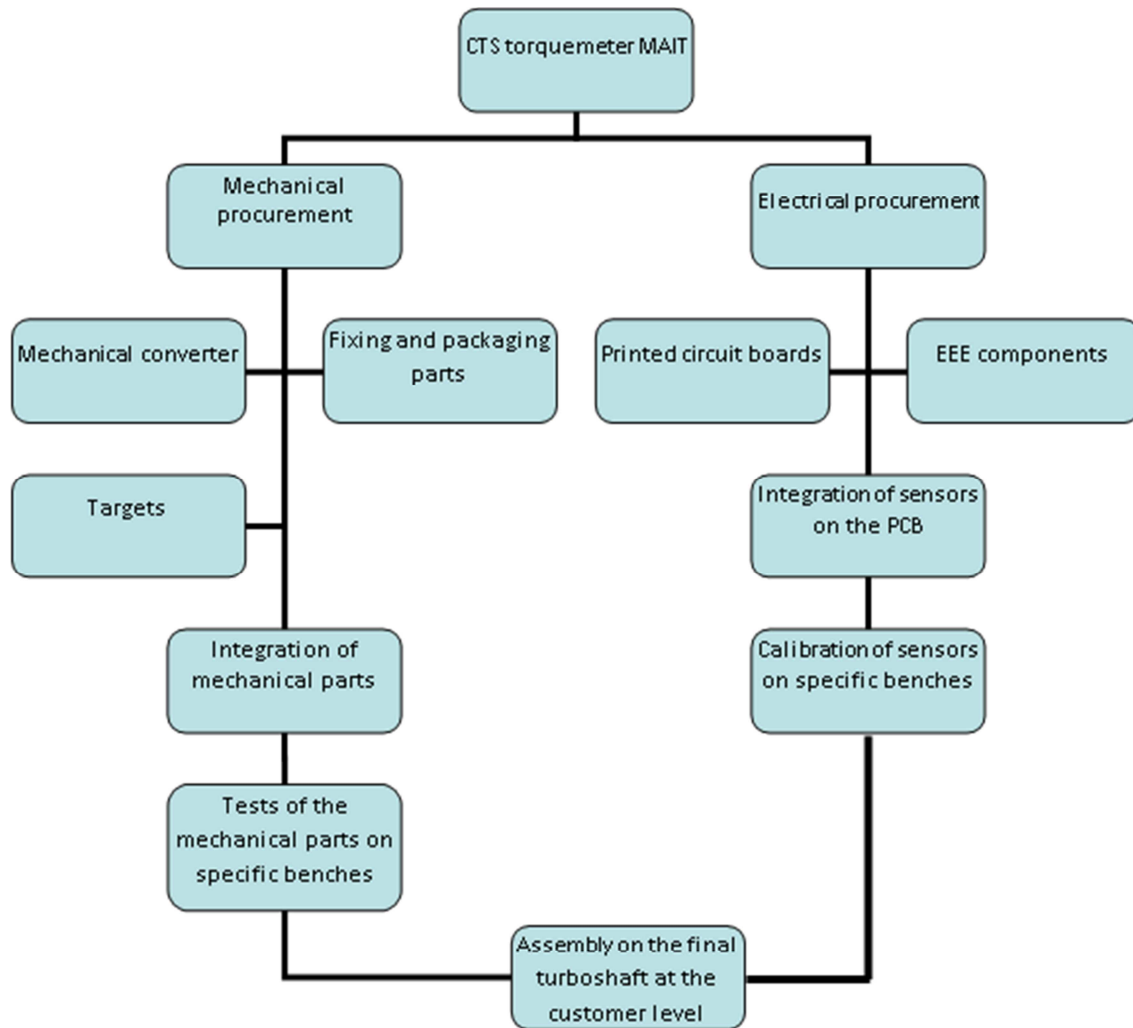 CTS torquemeter MAIT
Mechanical
procurement
Electrical procurement
Mechanical converter
Fixing and packaging
parts
Printed circuit boards
EEE components
Targets
Integration of sensors
on the PCB
Integration of
mechanical parts
Calibration of sensors
on specific benches
Tests of the
mechanical parts on
specific benches
Assembly on the final
turboshaft at the
customer level